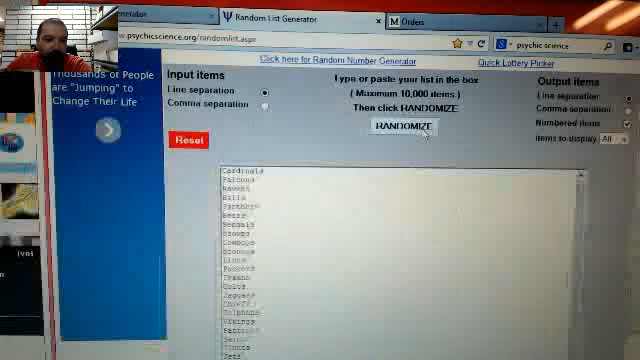 enerator
Random List Generator
Orders
w.psychicscience.org/randomlist.aspx
psychic science
Click here for Random Number Generator
Quick Lottery Picker
Thousands of People
are "Jumping" to
Change Their Life
Input items
Line separation
Comma separation
Type or paste your list in the box
( Maximum 10,000 items )
Then click RANDOMIZE
RANDOMIZE
Output items
Line separation
Comma separation
Numbered items
Items to display
All
Reset
Cardinals
Falcons
Ravens
Bills
Panthers
Bears
Bengals
Browns
Cowboys
Broncos
Lions
Packers
Texans
Colts
Jaguars
Chiefs
Dolphins
Vikings
Patriots
Saints
Giants
Jets